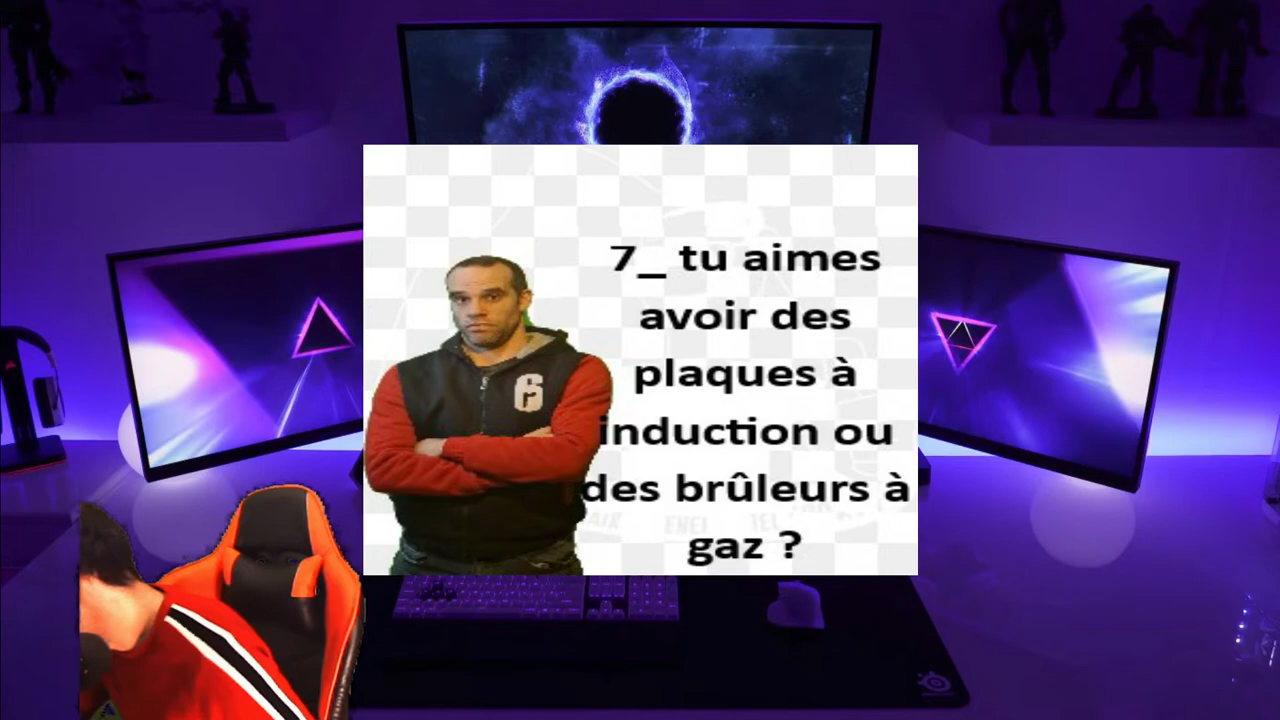 7_ tu aimes
avoir des
plaques à
induction ou
des brûleurs à
gaz ?